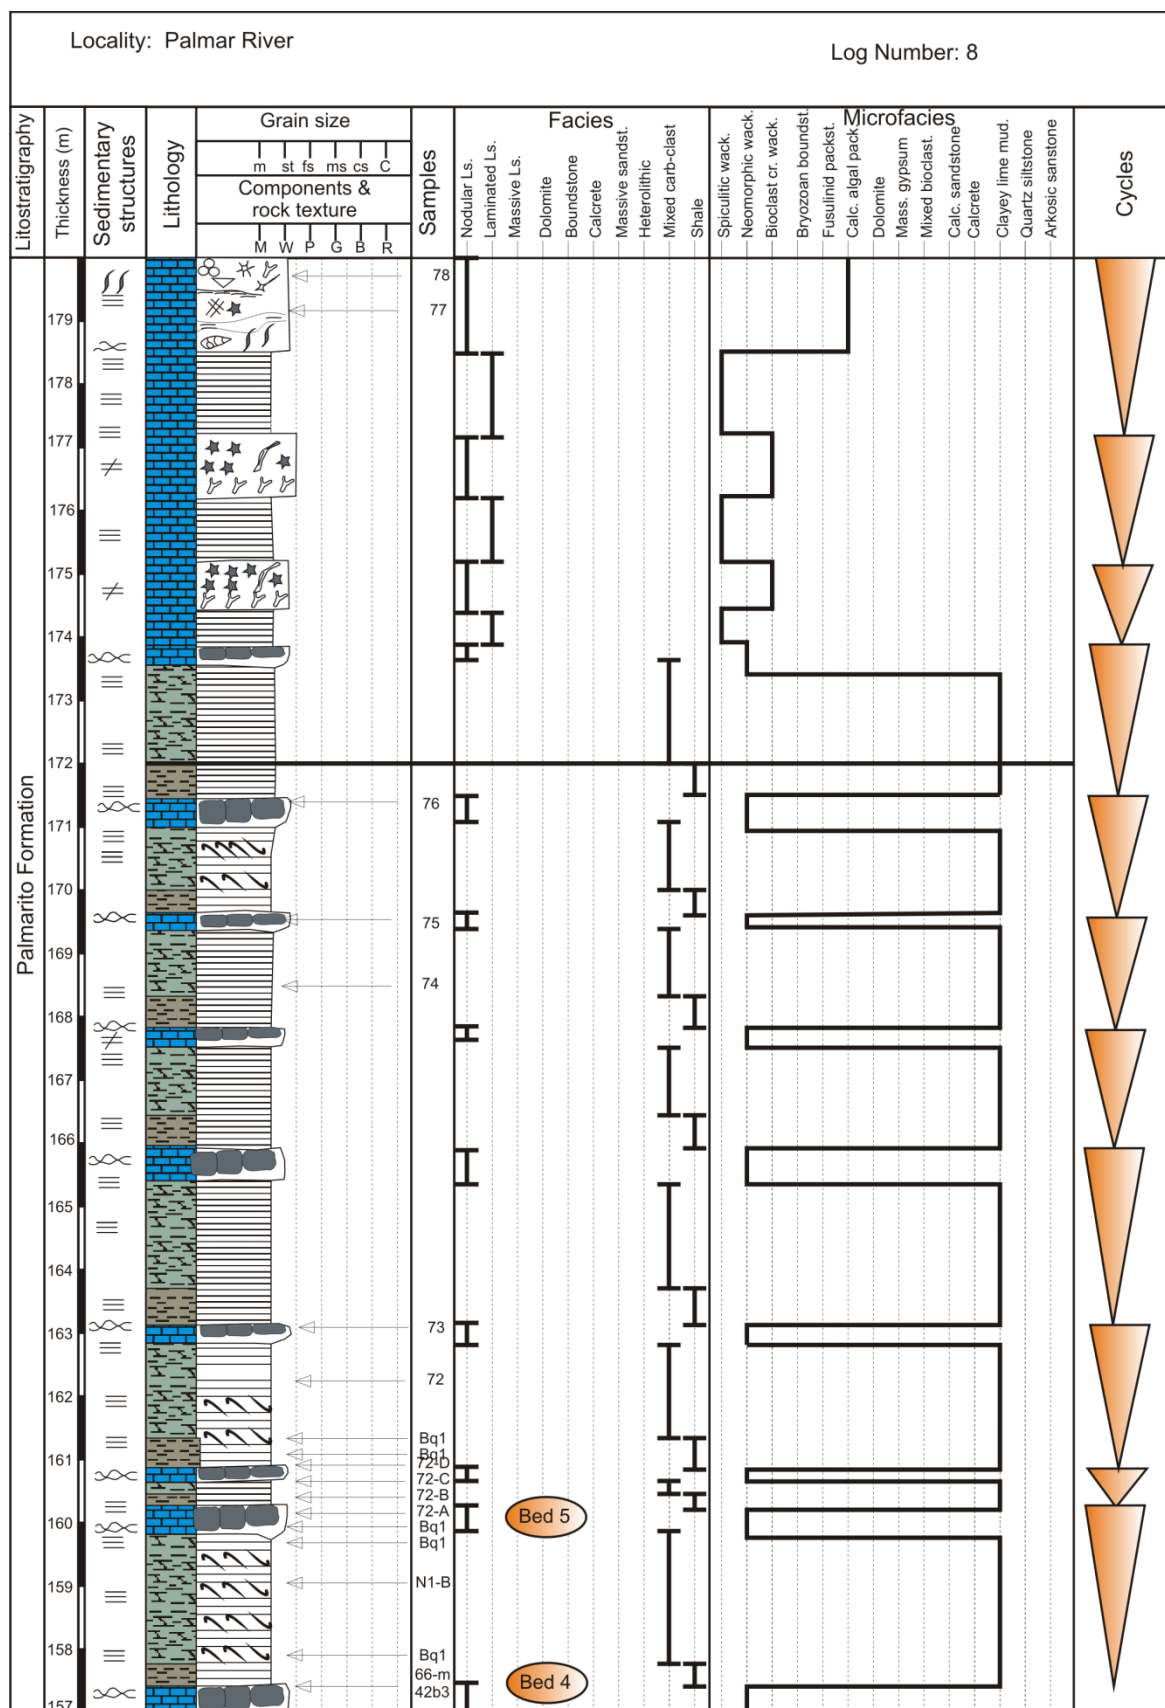 Locality: Palmar River
Log Number: 8
Litostratigraphy
Thickness (m)
Sedimentary
structures
Lithology
Grain size
m st fs ms cs C
Components &
rock texture
M W P G B R
Samples
Facies
Nodular Ls.
Laminated Ls.
Massive Ls.
Dolomite
Boundstone
Calcrete
Massive sandst.
Heterolithic
Mixed carb-clast
Shale
Microfacies
Spiculitic wack.
Neomorphic wack.
Bioclast cr. wack.
Bryozoan boundst.
Fusulinid packst.
Calc. algal pack
Dolomite
Mass. gypsum
Mixed bioclast.
Calc. sandstone
Calcrete
Clayey lime mud.
Quartz siltstone
Arkosic sanstone
Cycles
Palmarito Formation
179
178
177
176
175
174
173
172
171
170
169
168
167
166
165
164
163
162
161
160
159
158
157
78
77
76
75
74
73
72
Bq1
Bq1
72-D
72-C
72-B
72-A
Bq1
Bq1
N1-B
Bq1
66-m
42b3
Bed 5
Bed 4